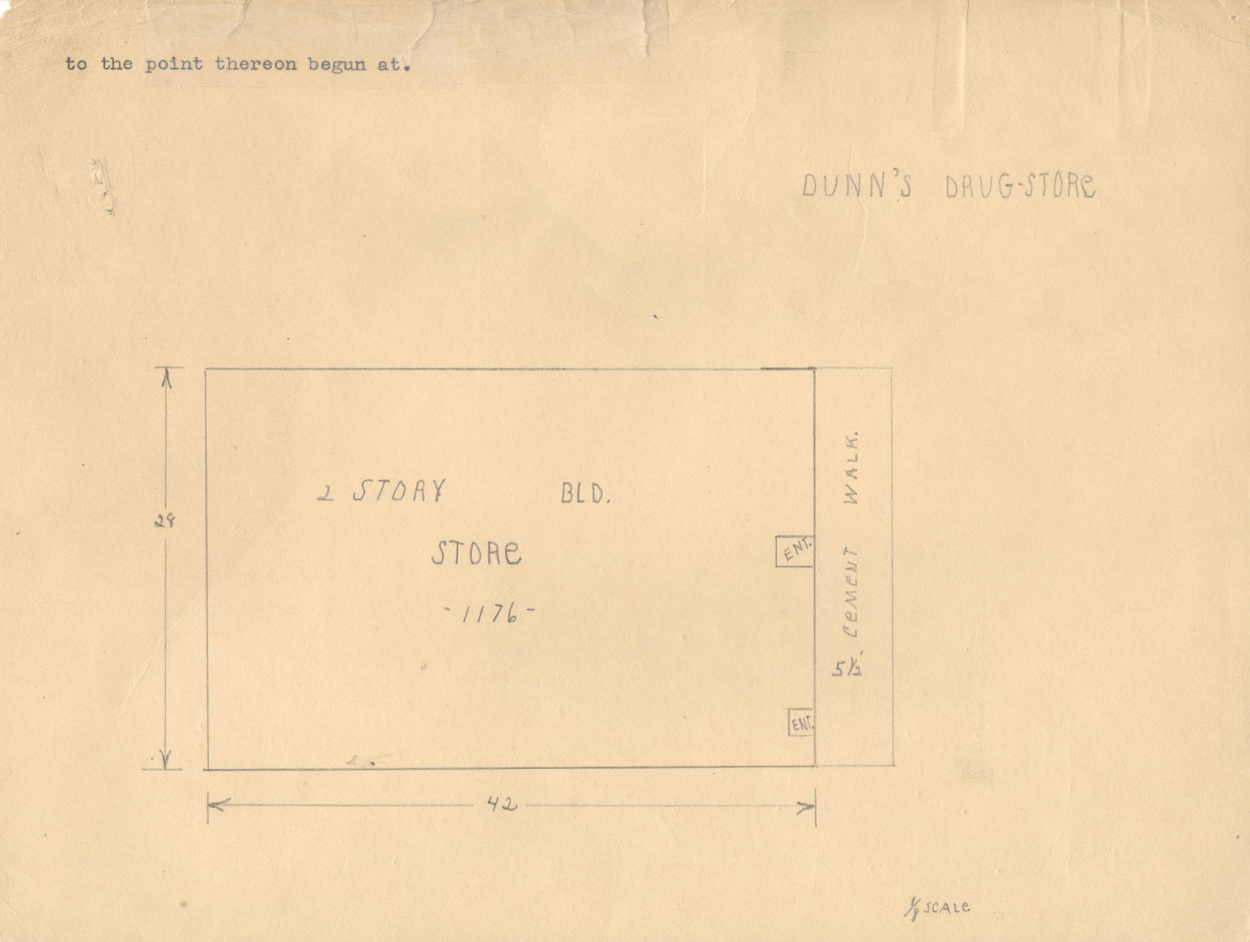 to the point thereon begun at.
DUNN'S DRUG-STORE
2 STORY BLD.
28
STORE
ENT.
-1176-
5½' CEMENT WALK.
ENT.
42
⅛ SCALE